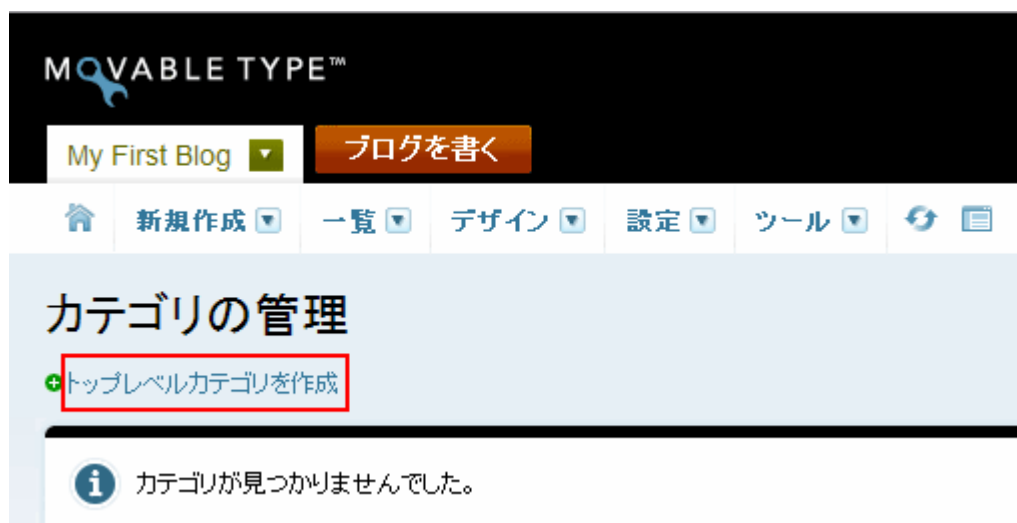 MOVABLE TYPE™
My First Blog ブログを書く
新規作成 一覧 デザイン 設定 ツール
カテゴリの管理
トップレベルカテゴリを作成
カテゴリが見つかりませんでした。